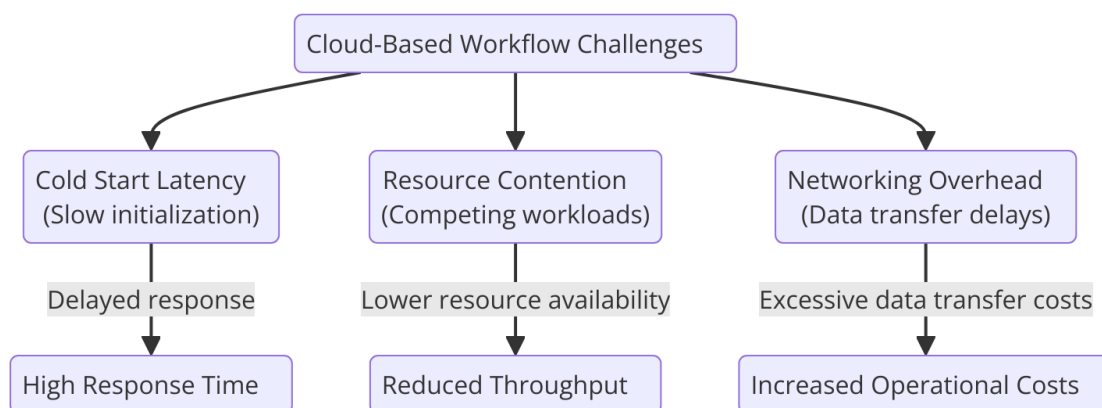 Cloud-Based Workflow Challenges
Cold Start Latency
(Slow initialization)
Resource Contention
(Competing workloads)
Networking Overhead
(Data transfer delays)
Delayed response
Lower resource availability
Excessive data transfer costs
High Response Time
Reduced Throughput
Increased Operational Costs